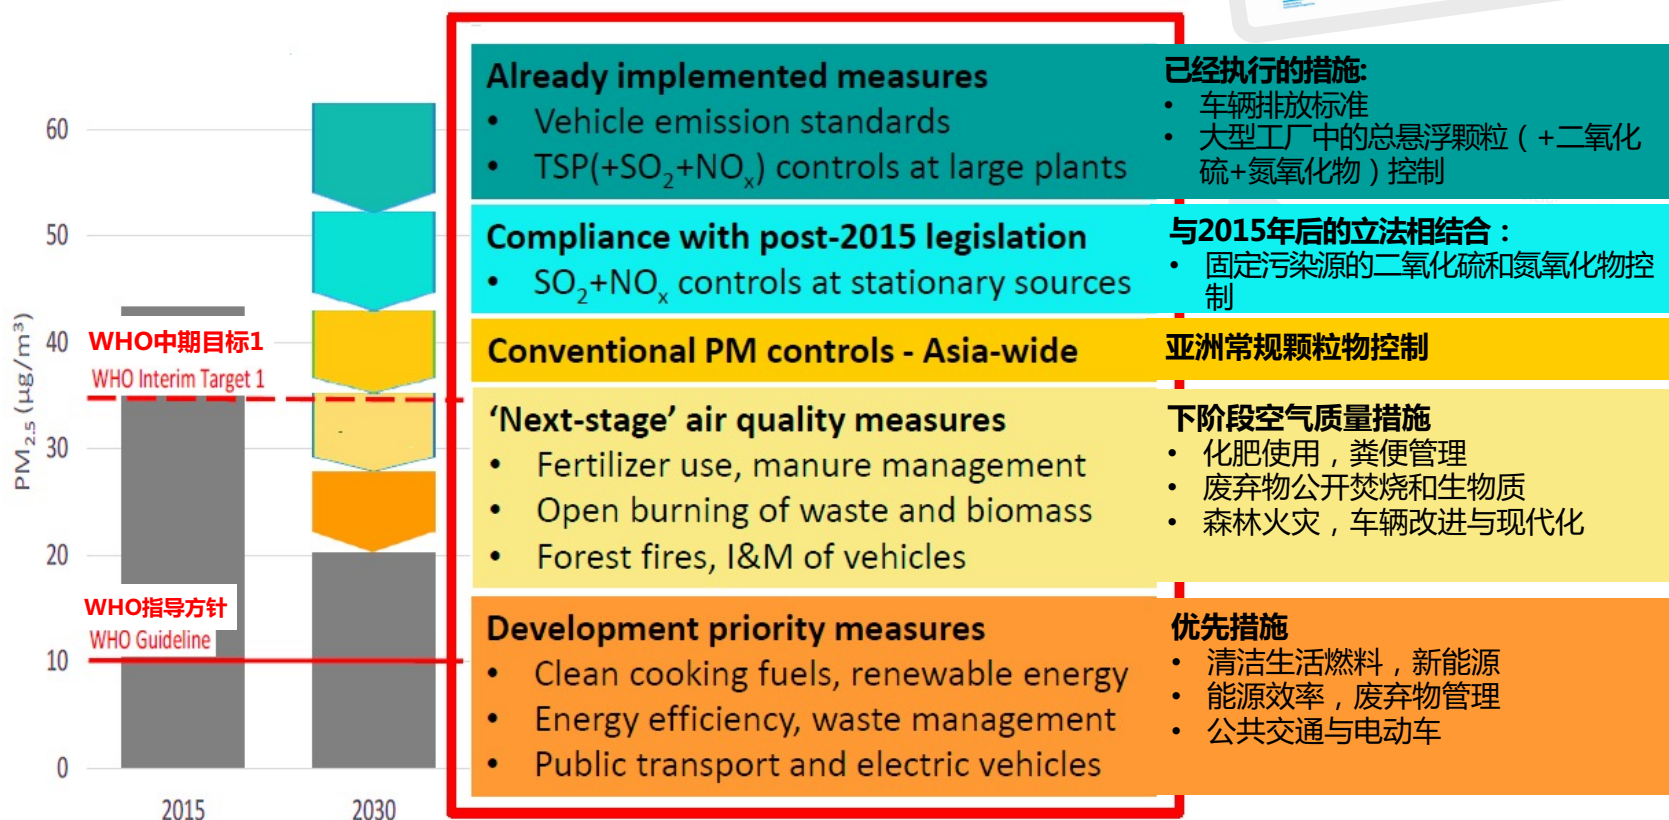 60
50
40
30
20
10
0
PM2.5 (µg/m³)
2015
2030
WHO中期目标1
WHO Interim Target 1
WHO指导方针
WHO Guideline
Already implemented measures
• Vehicle emission standards
• TSP(+SO₂+NOₓ) controls at large plants
Compliance with post-2015 legislation
• SO₂+NOₓ controls at stationary sources
Conventional PM controls - Asia-wide
‘Next-stage’ air quality measures
• Fertilizer use, manure management
• Open burning of waste and biomass
• Forest fires, I&M of vehicles
Development priority measures
• Clean cooking fuels, renewable energy
• Energy efficiency, waste management
• Public transport and electric vehicles
已经执行的措施:
• 车辆排放标准
• 大型工厂中的总悬浮颗粒（+二氧化
硫+氮氧化物）控制
与2015年后的立法相结合：
• 固定污染源的二氧化硫和氮氧化物控
制
亚洲常规颗粒物控制
下阶段空气质量措施
• 化肥使用，粪便管理
• 废弃物公开焚烧和生物质
• 森林火灾，车辆改进与现代化
优先措施
• 清洁生活燃料，新能源
• 能源效率，废弃物管理
• 公共交通与电动车